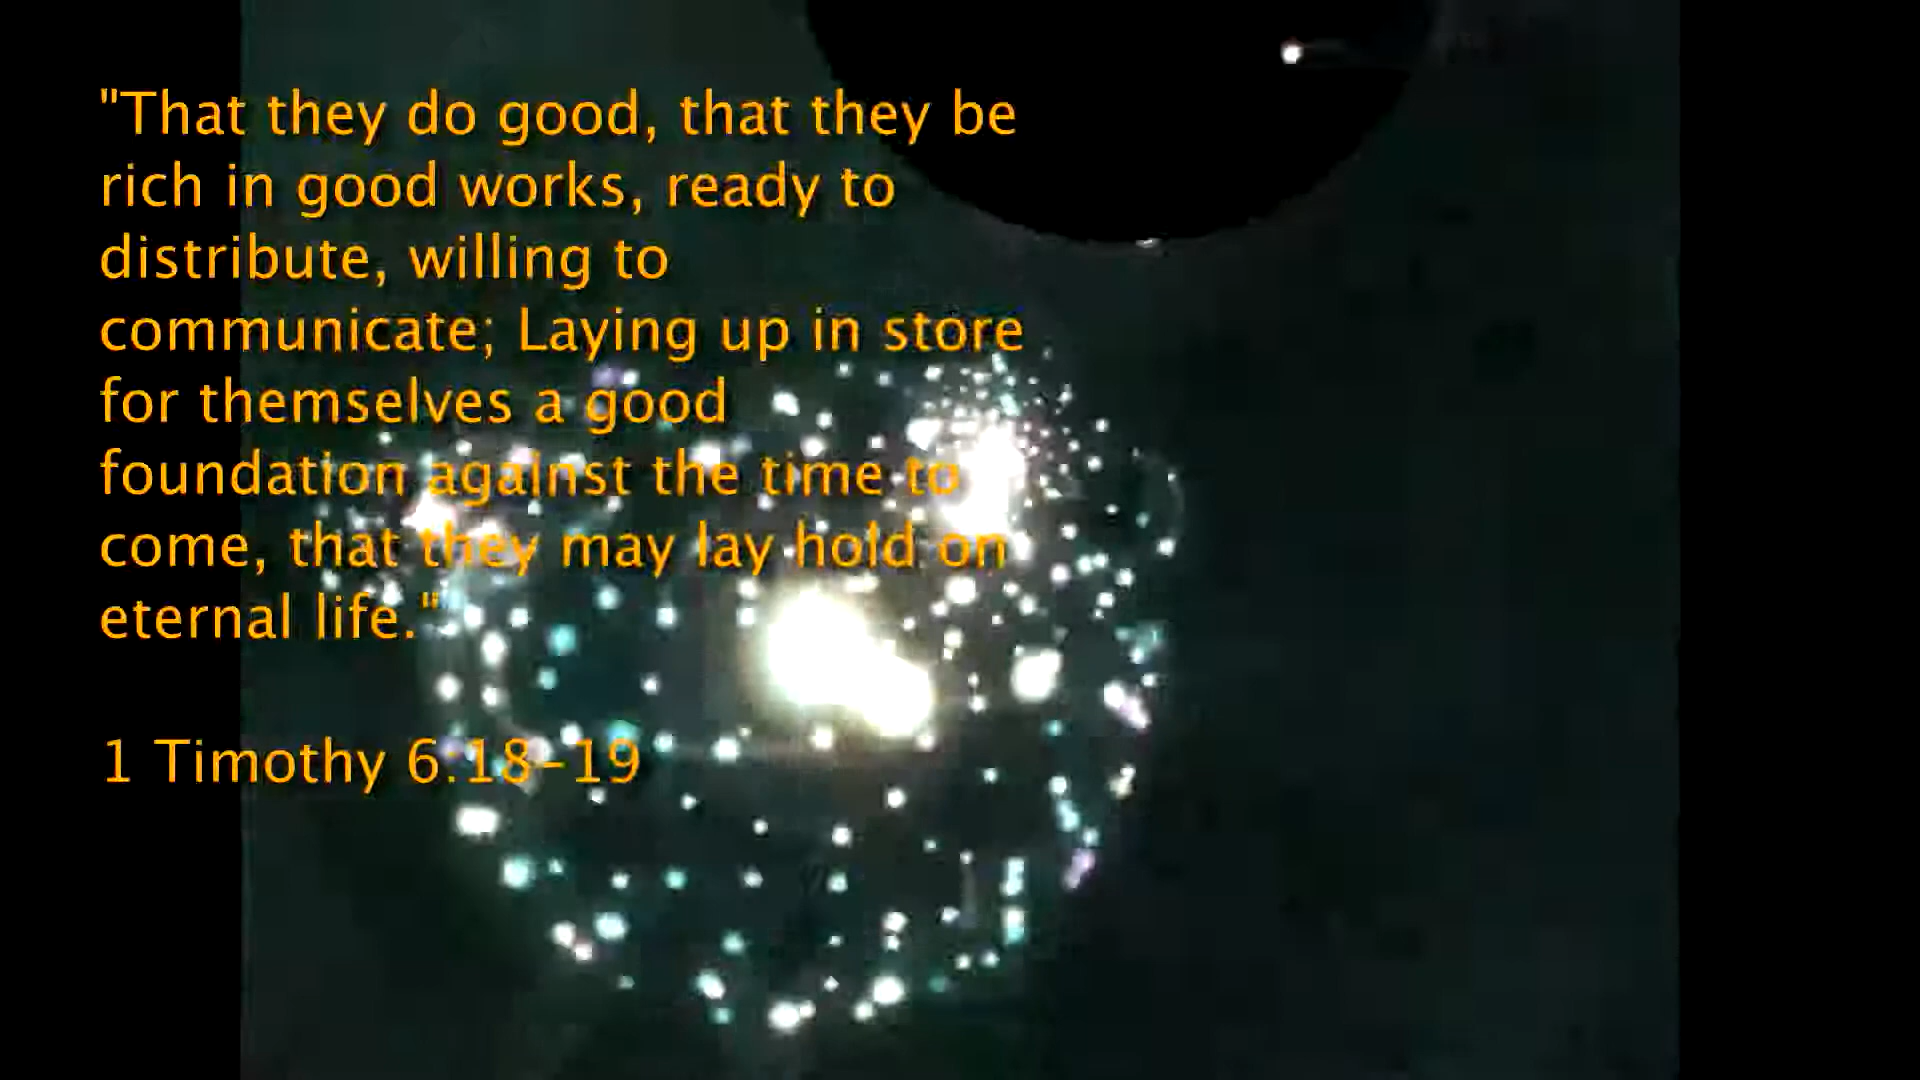 "That they do good, that they be
rich in good works, ready to
distribute, willing to
communicate; Laying up in store
for themselves a good
foundation against the time to
come, that they may lay hold on
eternal life."
1 Timothy 6:18-19